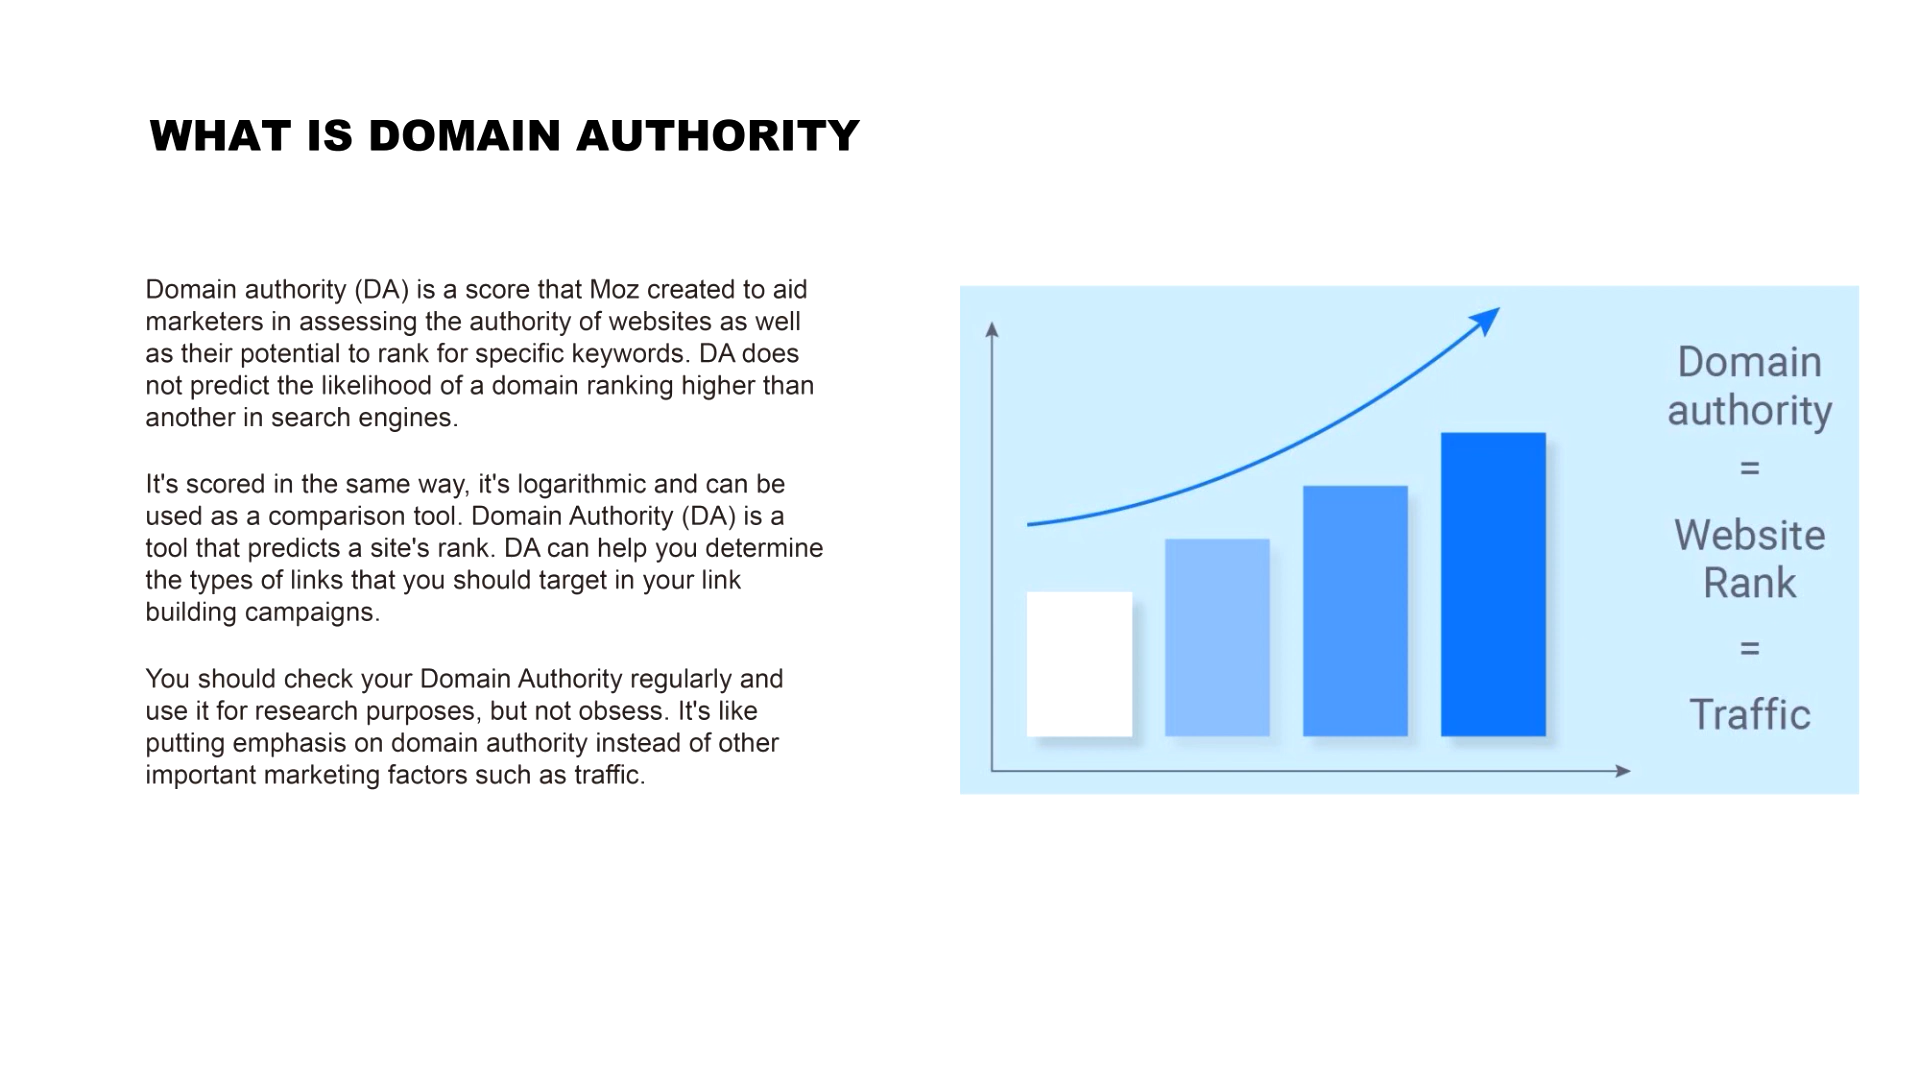 WHAT IS DOMAIN AUTHORITY
Domain authority (DA) is a score that Moz created to aid
marketers in assessing the authority of websites as well
as their potential to rank for specific keywords. DA does
not predict the likelihood of a domain ranking higher than
another in search engines.
It's scored in the same way, it's logarithmic and can be
used as a comparison tool. Domain Authority (DA) is a
tool that predicts a site's rank. DA can help you determine
the types of links that you should target in your link
building campaigns.
You should check your Domain Authority regularly and
use it for research purposes, but not obsess. It's like
putting emphasis on domain authority instead of other
important marketing factors such as traffic.
Domain
authority
=
Website
Rank
=
Traffic